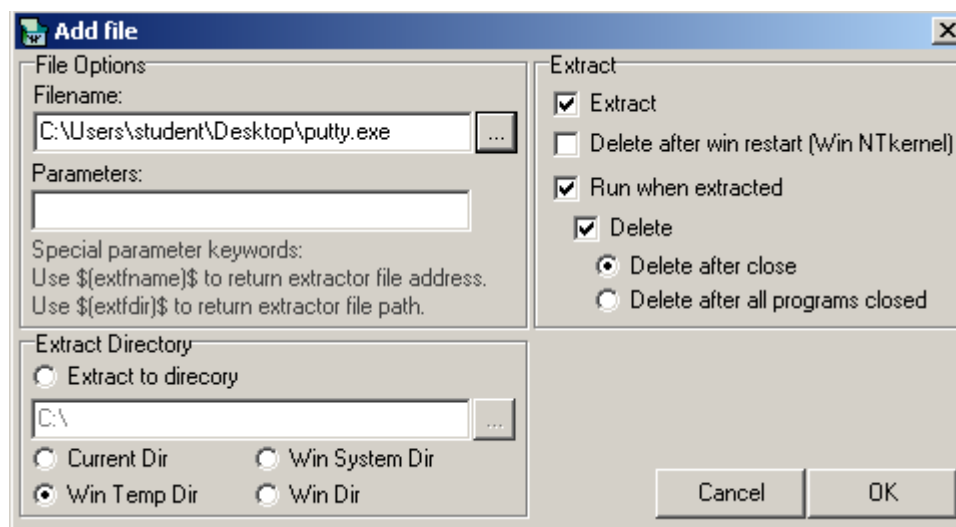 Add file
File Options
Filename:
C:\Users\student\Desktop\putty.exe
...
Parameters:
Special parameter keywords:
Use $(extfname)$ to return extractor file address.
Use $(extfdir)$ to return extractor file path.
Extract
Extract
Delete after win restart (Win NTkernel)
Run when extracted
Delete
Delete after close
Delete after all programs closed
Extract Directory
Extract to direcory
C:\
...
Current Dir
Win System Dir
Win Temp Dir
Win Dir
Cancel
OK